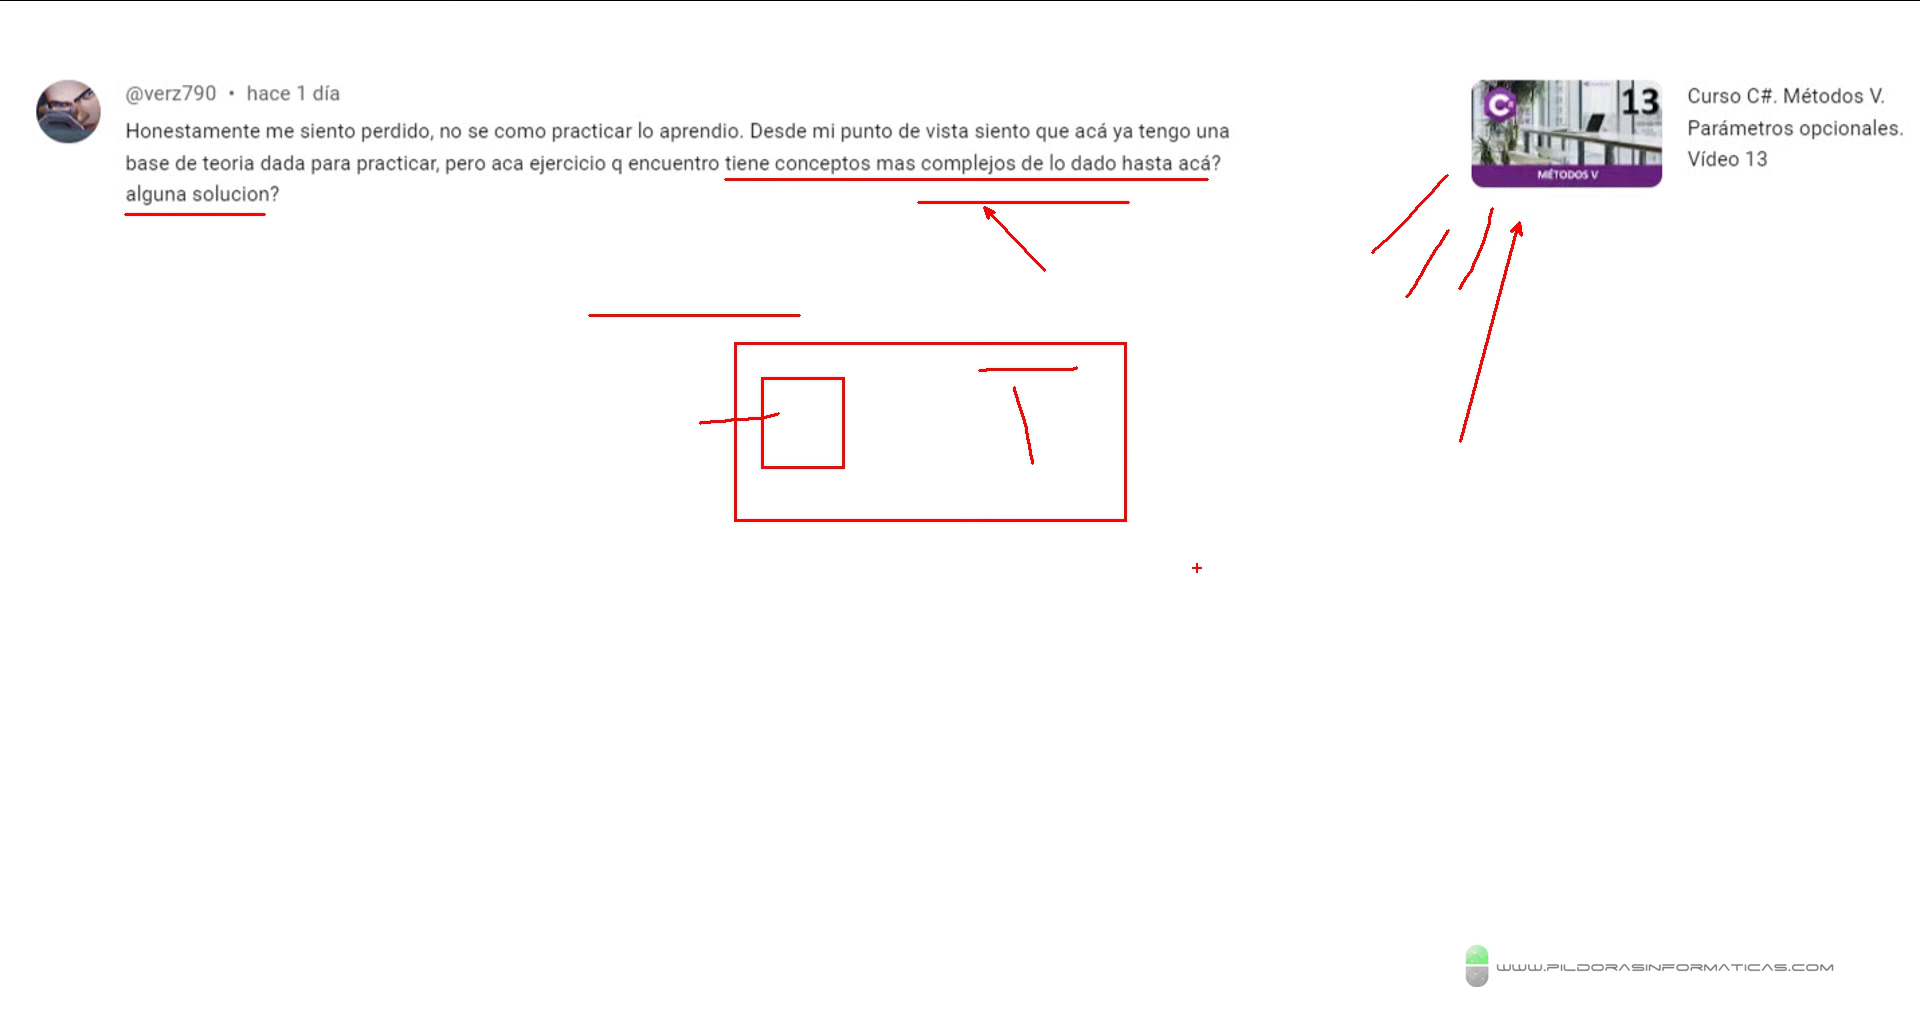 @verz790 • hace 1 día
Honestamente me siento perdido, no se como practicar lo aprendio. Desde mi punto de vista siento que acá ya tengo una
base de teoria dada para practicar, pero aca ejercicio q encuentro tiene conceptos mas complejos de lo dado hasta acá?
alguna solucion?
C#
13
MÉTODOS V
Curso C#. Métodos V.
Parámetros opcionales.
Vídeo 13
WWW.PILDORASINFORMATICAS.COM